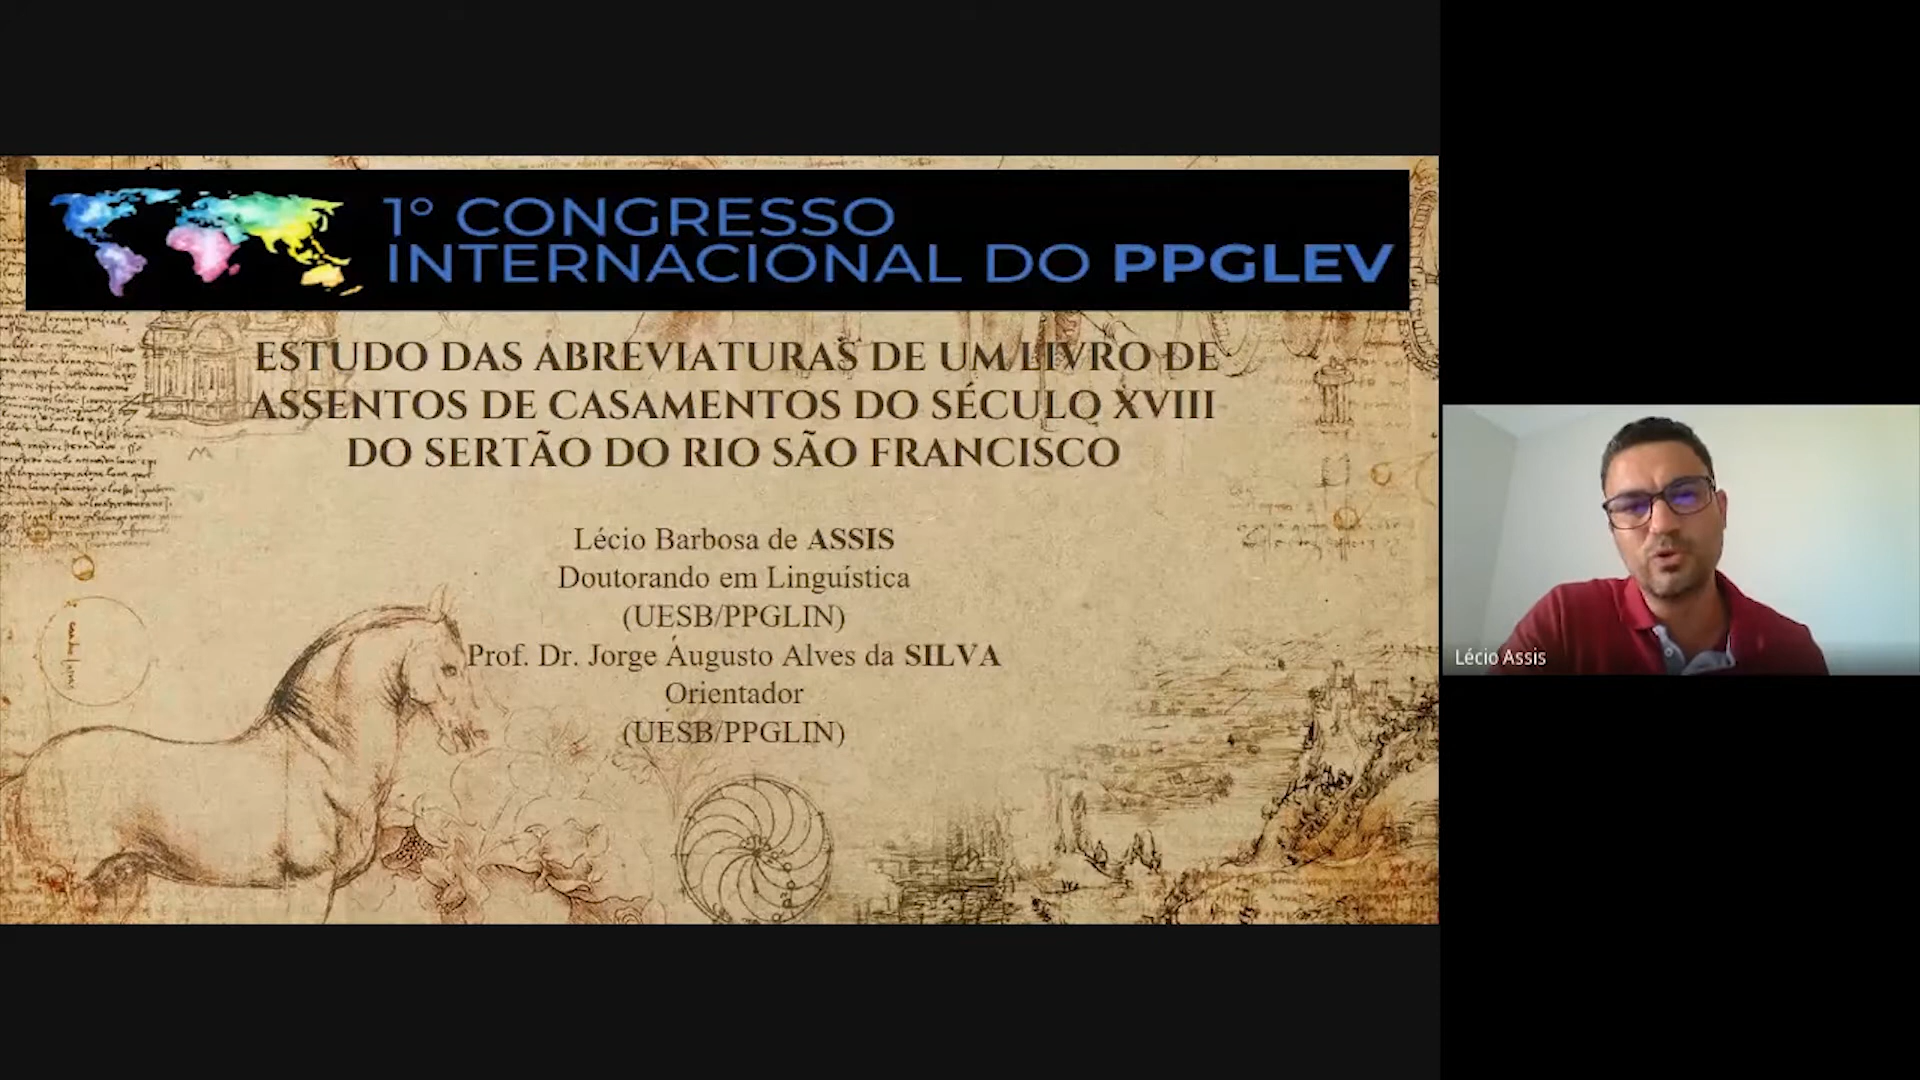 1º CONGRESSO
INTERNACIONAL DO PPGLEV
ESTUDO DAS ABREVIATURAS DE UM LIVRO DE
ASSENTOS DE CASAMENTOS DO SÉCULO XVIII
DO SERTÃO DO RIO SÃO FRANCISCO
Lécio Barbosa de ASSIS
Doutorando em Linguística
(UESB/PPGLIN)
Prof. Dr. Jorge Augusto Alves da SILVA
Orientador
(UESB/PPGLIN)
Lécio Assis